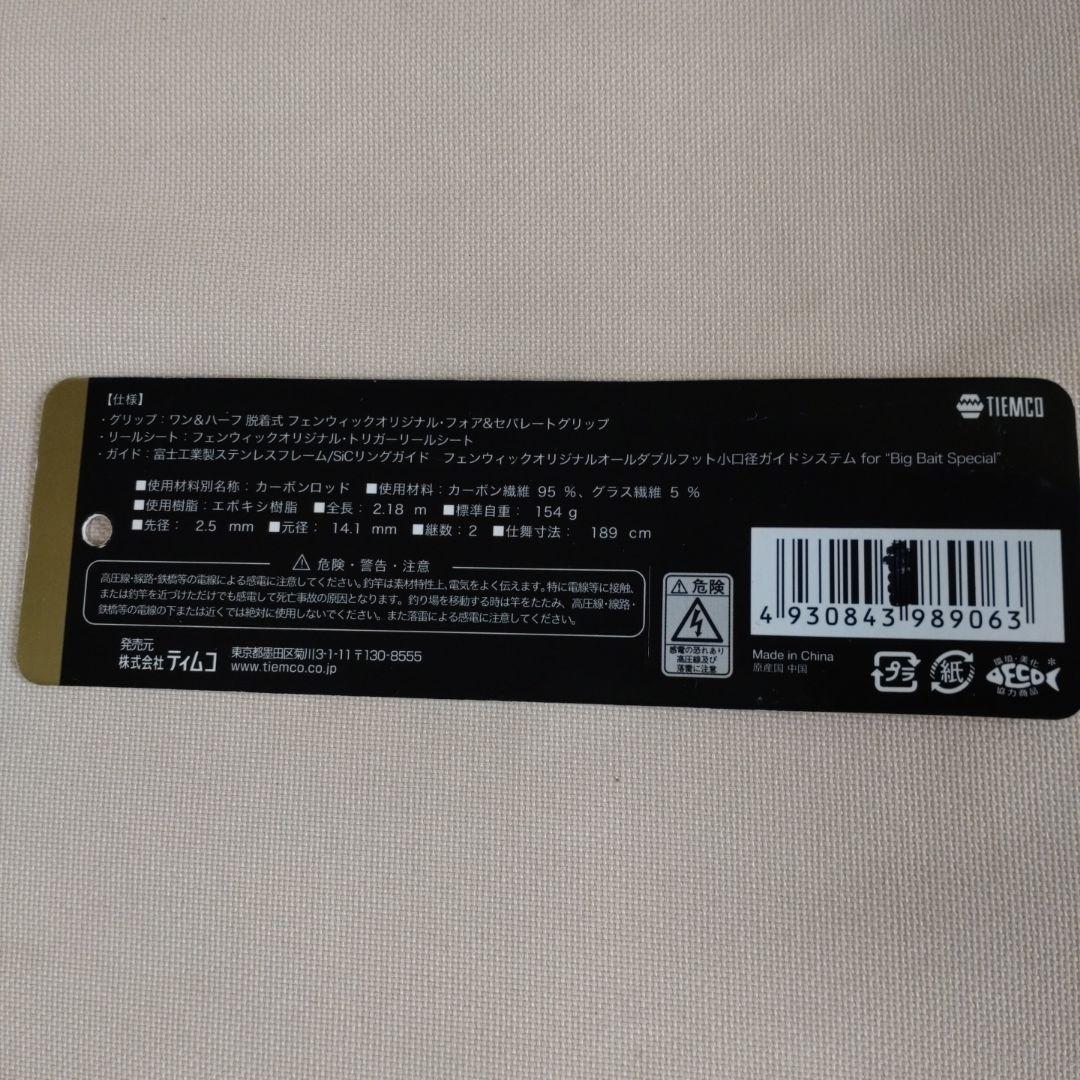 【仕様】
・グリップ：ワン＆ハーフ 脱着式 フェンウィックオリジナル・フォア&セパレートグリップ
・リールシート：フェンウィックオリジナル・トリガーリールシート
・ガイド：富士工業製ステンレスフレーム/SiCリングガイド　フェンウィックオリジナルオールダブルフット小口径ガイドシステム for “Big Bait Special”
TIEMCO
■使用材料別名称：カーボンロッド　■使用材料：カーボン繊維 95 %、グラス繊維 5 %
■使用樹脂：エポキシ樹脂　■全長： 2.18 m　■標準自重： 154 g
■先径： 2.5 mm　■元径： 14.1 mm　■継数：2　■仕舞寸法： 189 cm
⚠ 危険・警告・注意
高圧線・線路・鉄橋等の電線による感電に注意してください。釣竿は素材特性上、電気をよく伝えます。特に電線等に接触、
または釣竿を近づけただけでも感電して死亡事故の原因となります。釣り場を移動する時は竿をたたみ、高圧線・線路・
鉄橋等の電線の下または近くでは絶対に使用しないでください。また落雷による感電に注意してください。
発売元
株式会社ティムコ
東京都墨田区菊川3-1-11 〒130-8555
www.tiemco.co.jp
⚠ 危険
感電の恐れあり
高圧線及び
落雷に注意
4 930843 989063
Made in China
原産国 中国
プラ
紙
環境・美化
ECO
*
協力商品